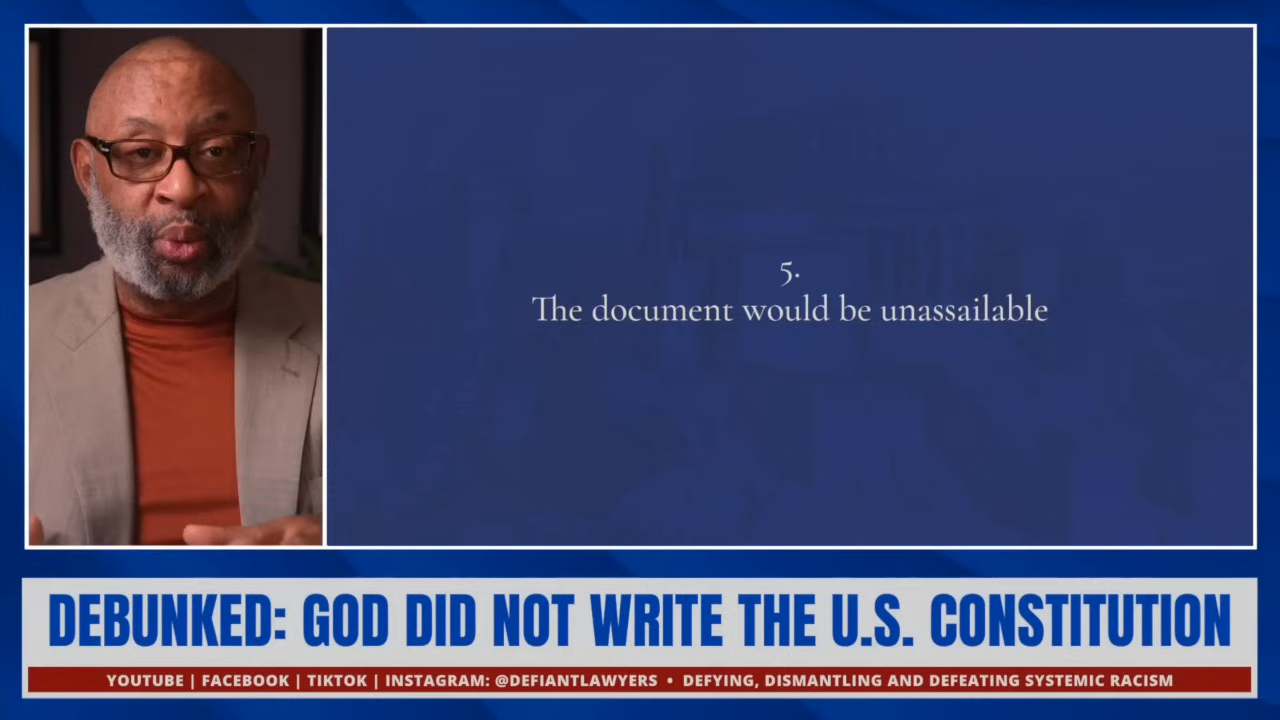 5.
The document would be unassailable
DEBUNKED: GOD DID NOT WRITE THE U.S. CONSTITUTION
YOUTUBE | FACEBOOK | TIKTOK | INSTAGRAM: @DEFIANTLAWYERS • DEFYING, DISMANTLING AND DEFEATING SYSTEMIC RACISM